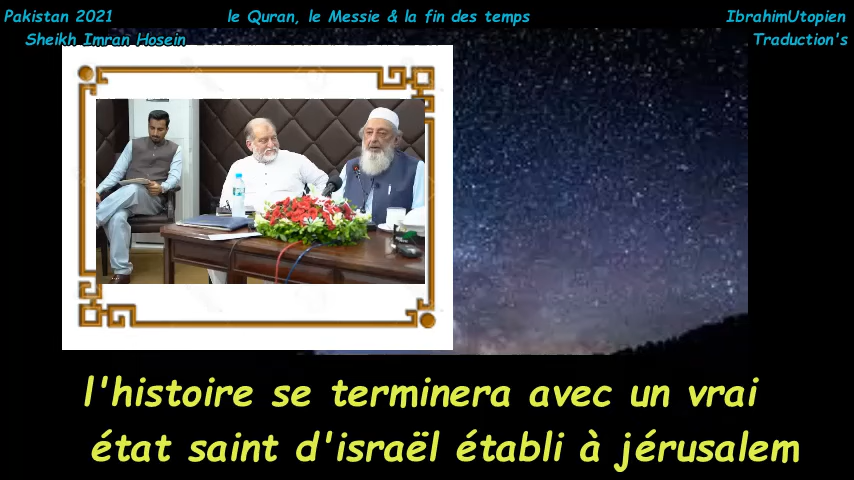 Pakistan 2021 le Quran, le Messie & la fin des temps IbrahimUtopien
Sheikh Imran Hosein Traduction's
l'histoire se terminera avec un vrai
état saint d'israël établi à jérusalem